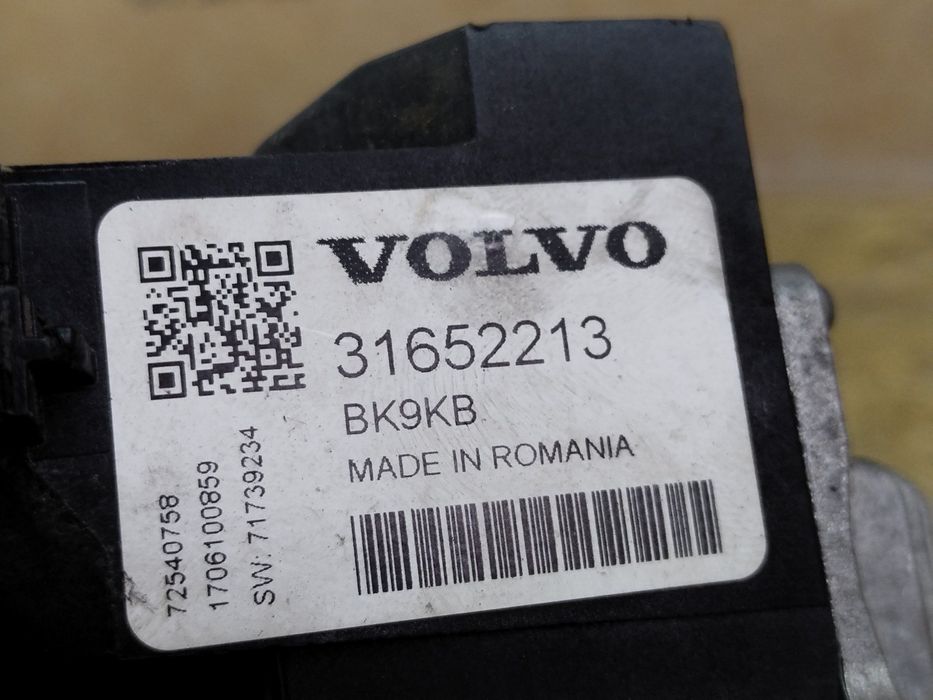 VOLVO
31652213
BK9KB
MADE IN ROMANIA
72540758
1706100859
SW: 71739234